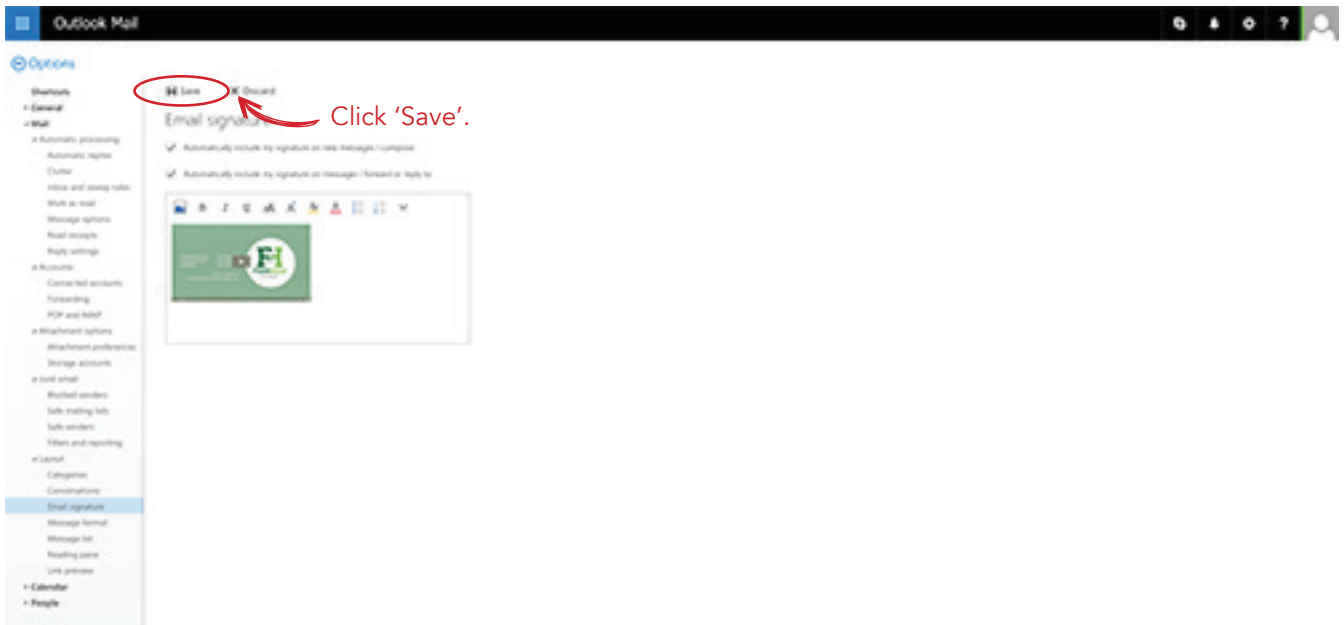 Outlook Mail
?
Options
Shortcuts
General
Mail
Automatic processing
Automatic replies
Clutter
Inbox and sweep rules
Mark as read
Message options
Read receipts
Reply settings
Accounts
Connected accounts
Forwarding
POP and IMAP
Attachment options
Attachment preferences
Storage accounts
Junk email
Blocked senders
Safe mailing lists
Safe senders
Filters and reporting
Layout
Categories
Conversations
Email signature
Message format
Message list
Reading pane
Link preview
Calendar
People
Save Discard
Click ‘Save’.
Email signature
Automatically include my signature on new messages I compose
Automatically include my signature on messages I forward or reply to
B I U
FH